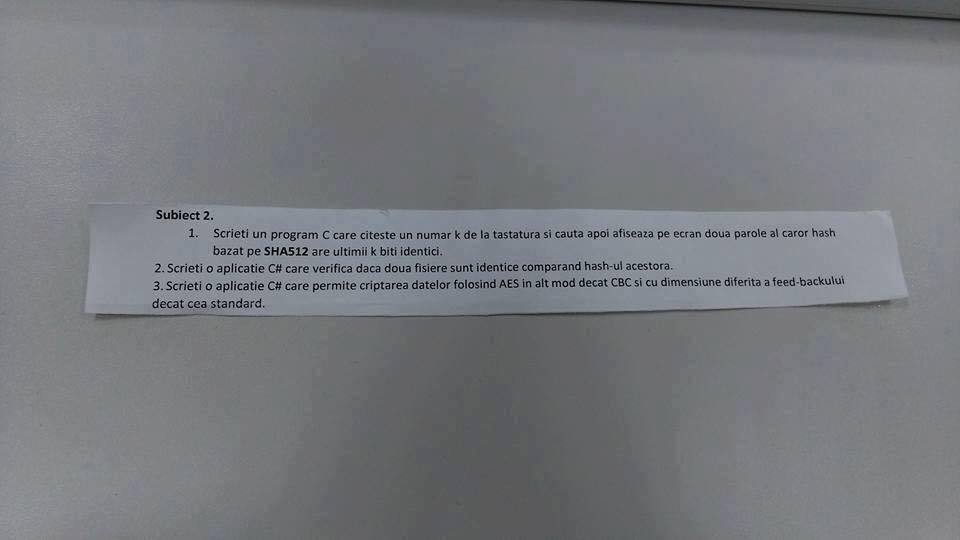 Subiect 2.
1. Scrieti un program C care citeste un numar k de la tastatura si cauta apoi afiseaza pe ecran doua parole al caror hash
bazat pe SHA512 are ultimii k biti identici.
2. Scrieti o aplicatie C# care verifica daca doua fisiere sunt identice comparand hash-ul acestora.
3. Scrieti o aplicatie C# care permite criptarea datelor folosind AES in alt mod decat CBC si cu dimensiune diferita a feed-backului
decat cea standard.